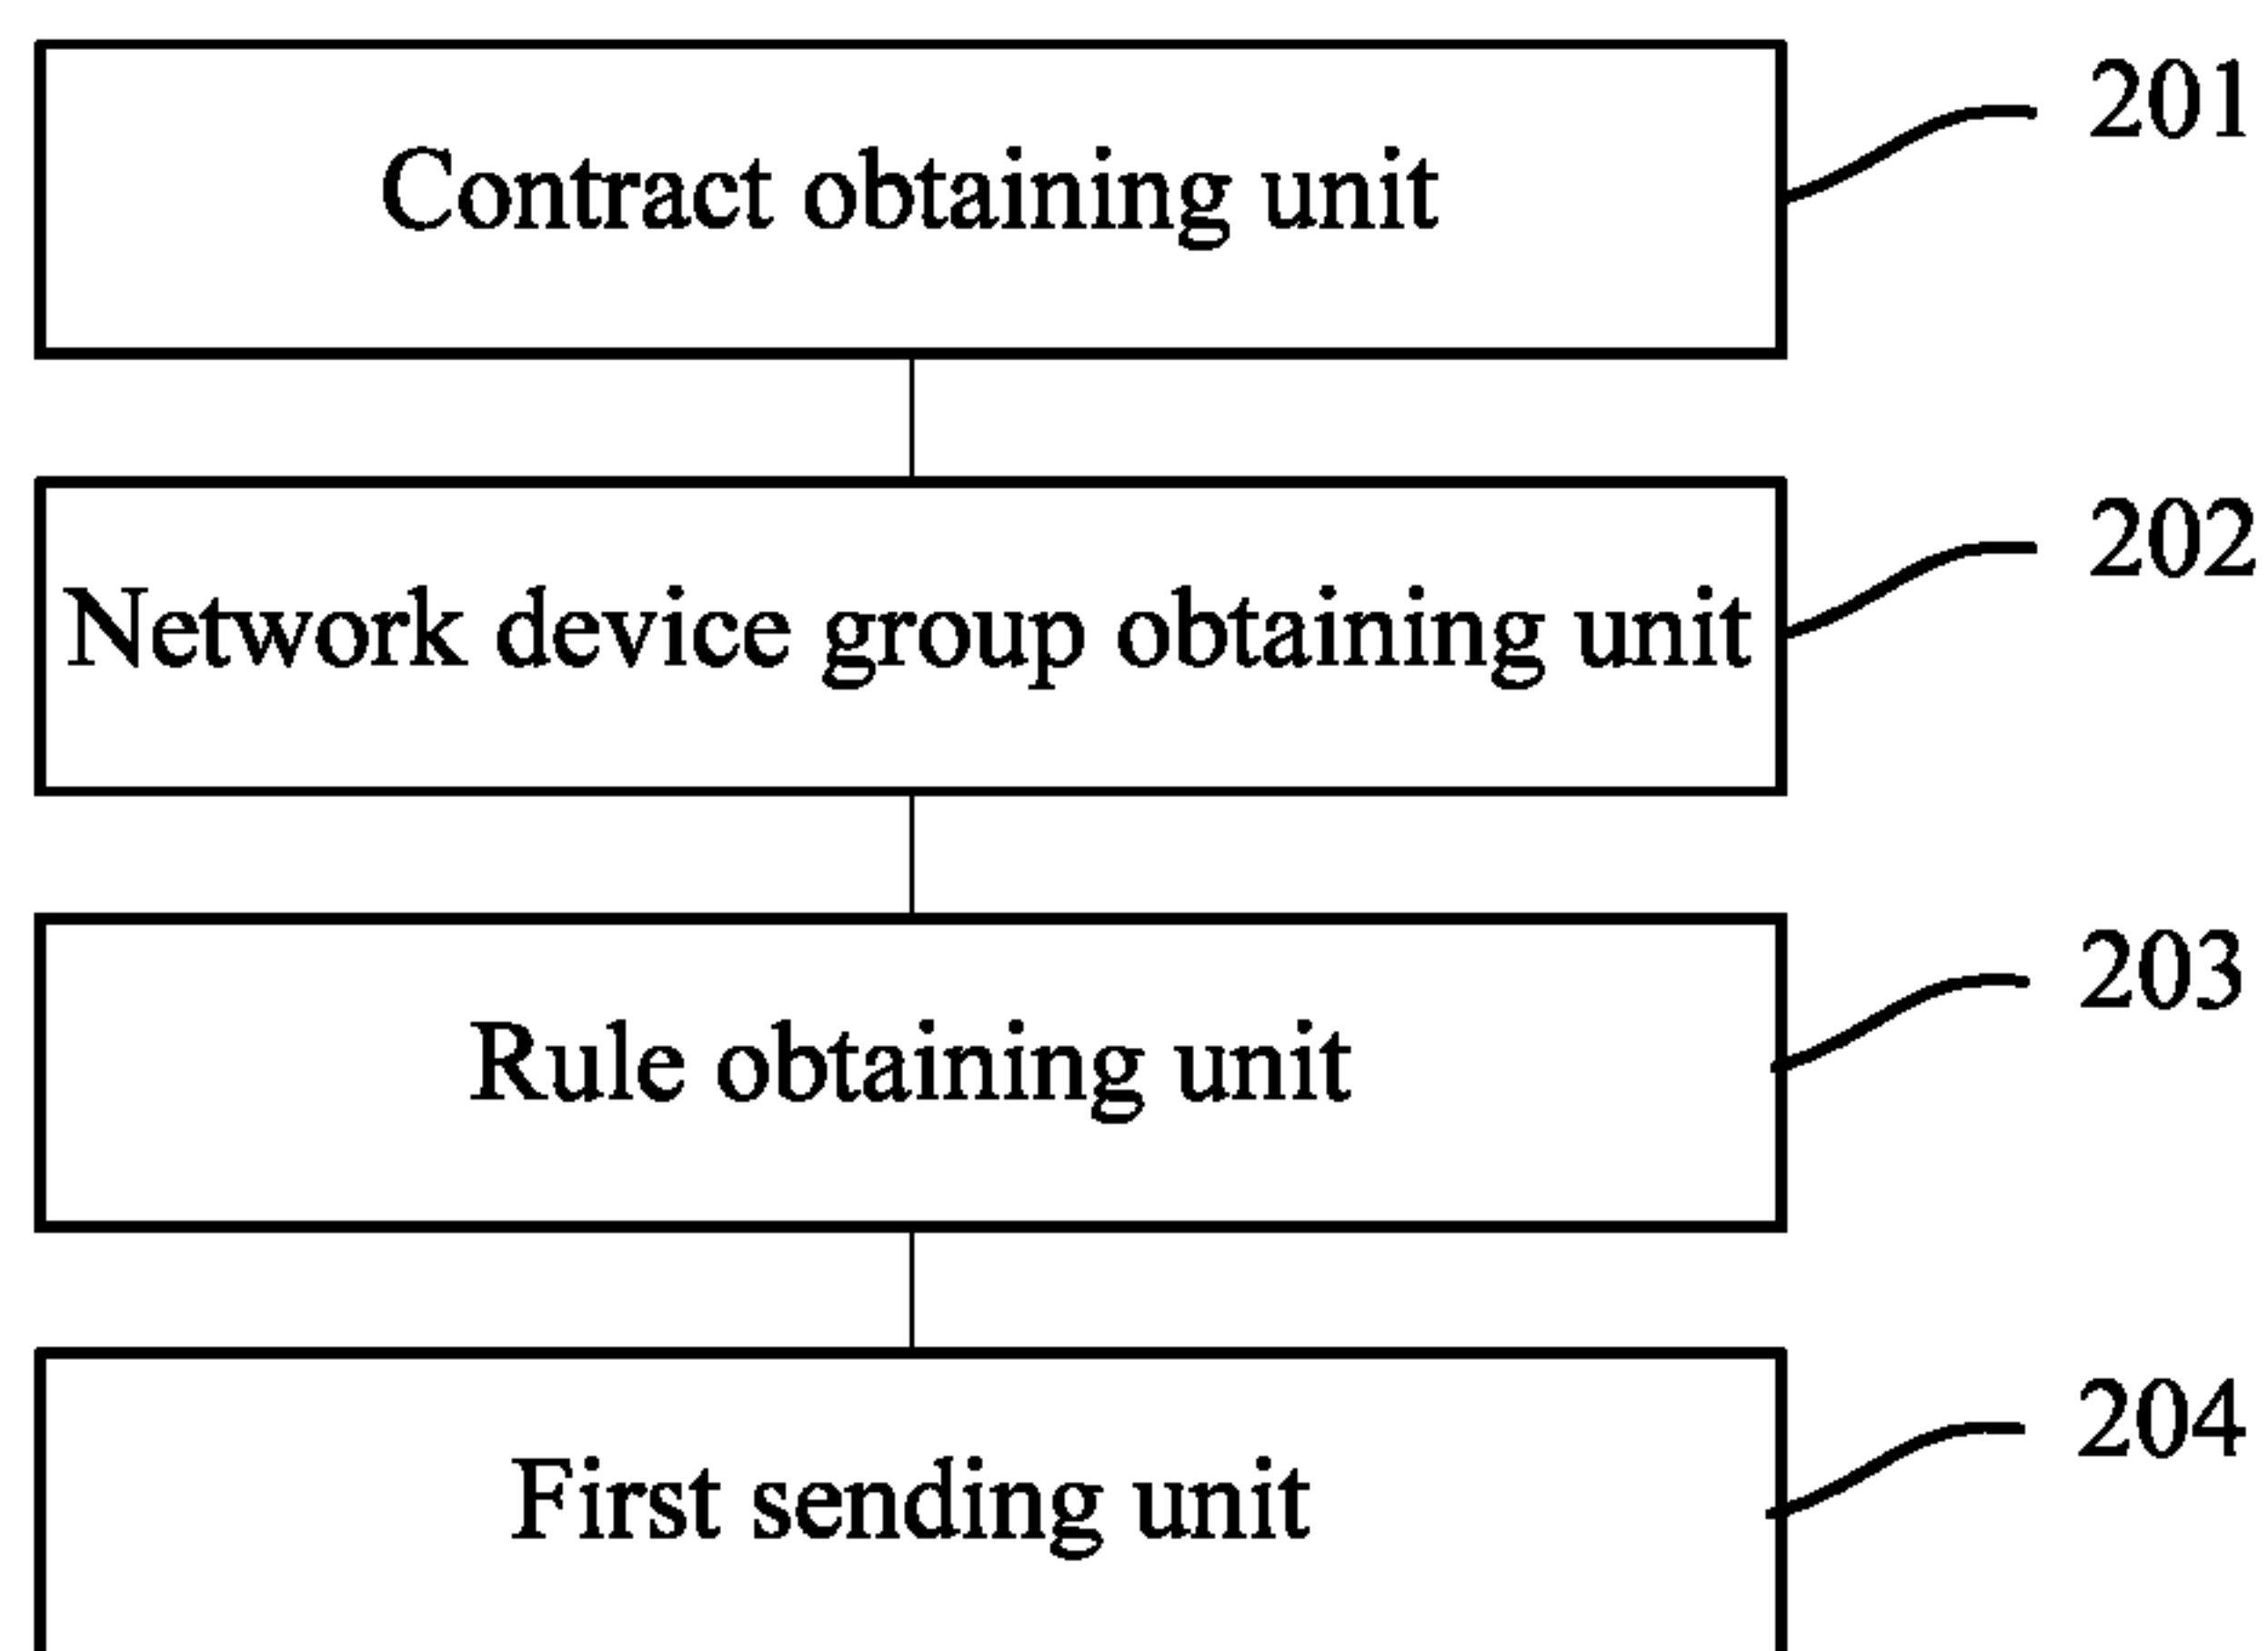 Contract obtaining unit
201
Network device group obtaining unit
202
Rule obtaining unit
203
First sending unit
204